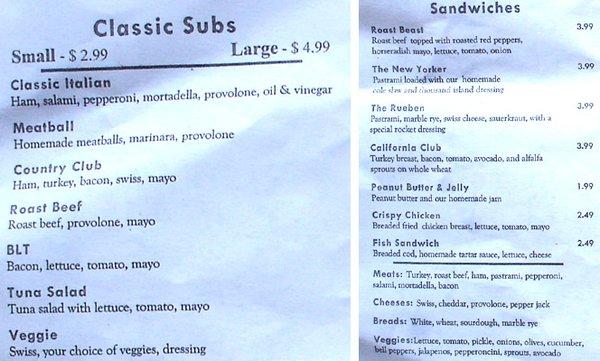 Classic Subs
Small - $ 2.99 Large - $ 4.99
Classic Italian
Ham, salami, pepperoni, mortadella, provolone, oil & vinegar
Meatball
Homemade meatballs, marinara, provolone
Country Club
Ham, turkey, bacon, swiss, mayo
Roast Beef
Roast beef, provolone, mayo
BLT
Bacon, lettuce, tomato, mayo
Tuna Salad
Tuna salad with lettuce, tomato, mayo
Veggie
Swiss, your choice of veggies, dressing
Sandwiches
Roast Beast 3.99
Roast beef topped with roasted red peppers,
horseradish mayo, lettuce, tomato, onion
The New Yorker 3.99
Pastrami loaded with our homemade
cole slaw and thousand island dressing
The Rueben 3.99
Pastrami, marble rye, swiss cheese, sauerkraut, with a
special rocket dressing
California Club 3.99
Turkey breast, bacon, tomato, avocado, and alfalfa
sprouts on whole wheat
Peanut Butter & Jelly 1.99
Peanut butter and our homemade jam
Crispy Chicken 2.49
Breaded fried chicken breast, lettuce, tomato, mayo
Fish Sandwich 2.49
Breaded cod, homemade tartar sauce, lettuce, cheese
Meats: Turkey, roast beef, ham, pastrami, pepperoni,
salami, mortadella, bacon
Cheeses: Swiss, cheddar, provolone, pepper jack
Breads: White, wheat, sourdough, marble rye
Veggies: Lettuce, tomato, pickle, onions, olives, cucumber,
bell peppers, jalapenos, pepperoncini, sprouts, avocado